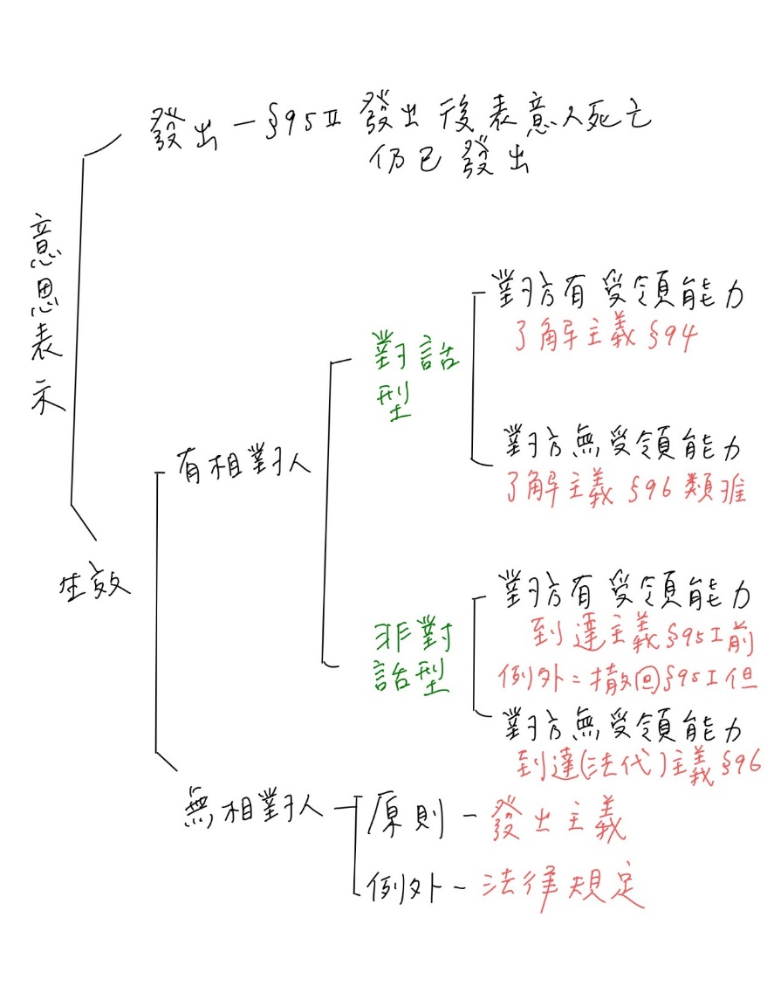 發出 — §95Ⅱ 發出後表意人死亡
仍已發出
意思表示
對方有受領能力
了解主義 §94
對話
型
對方無受領能力
了解主義 §96 類推
有相對人
生效
對方有受領能力
到達主義§95Ⅰ前
例外：撤回§95Ⅰ但
非對
話型
對方無受領能力
到達(法代)主義§96
無相對人
原則 - 發出主義
例外 - 法律規定